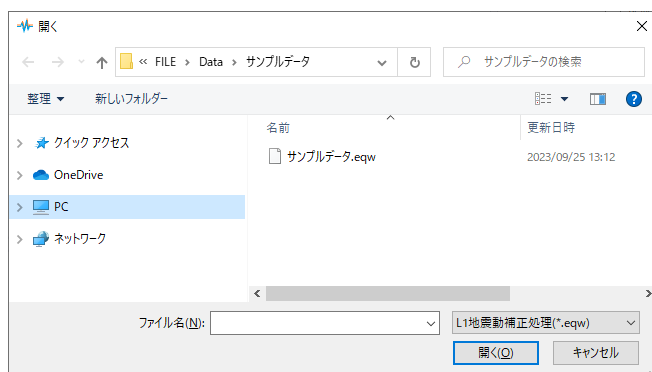 開く
« FILE › Data › サンプルデータ
サンプルデータの検索
整理 新しいフォルダー
名前 更新日時
クイック アクセス
サンプルデータ.eqw 2023/09/25 13:12
OneDrive
PC
ネットワーク
ファイル名(N): L1地震動補正処理(*.eqw)
開く(O) キャンセル